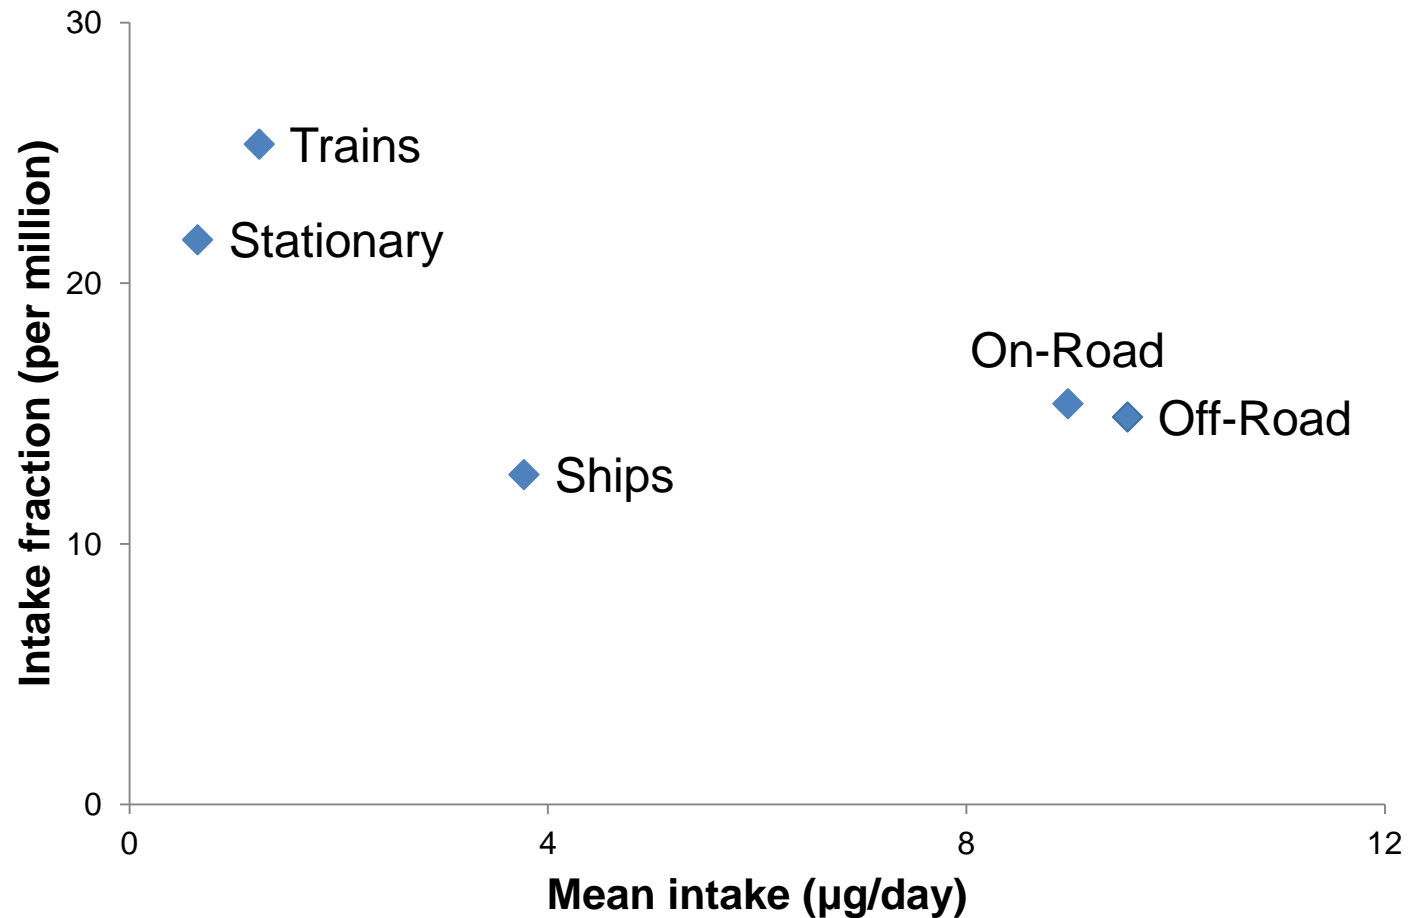 30
Trains
Stationary
20
On-Road
Off-Road
Ships
10
0
0 4 8 12
Mean intake (µg/day)
Intake fraction (per million)